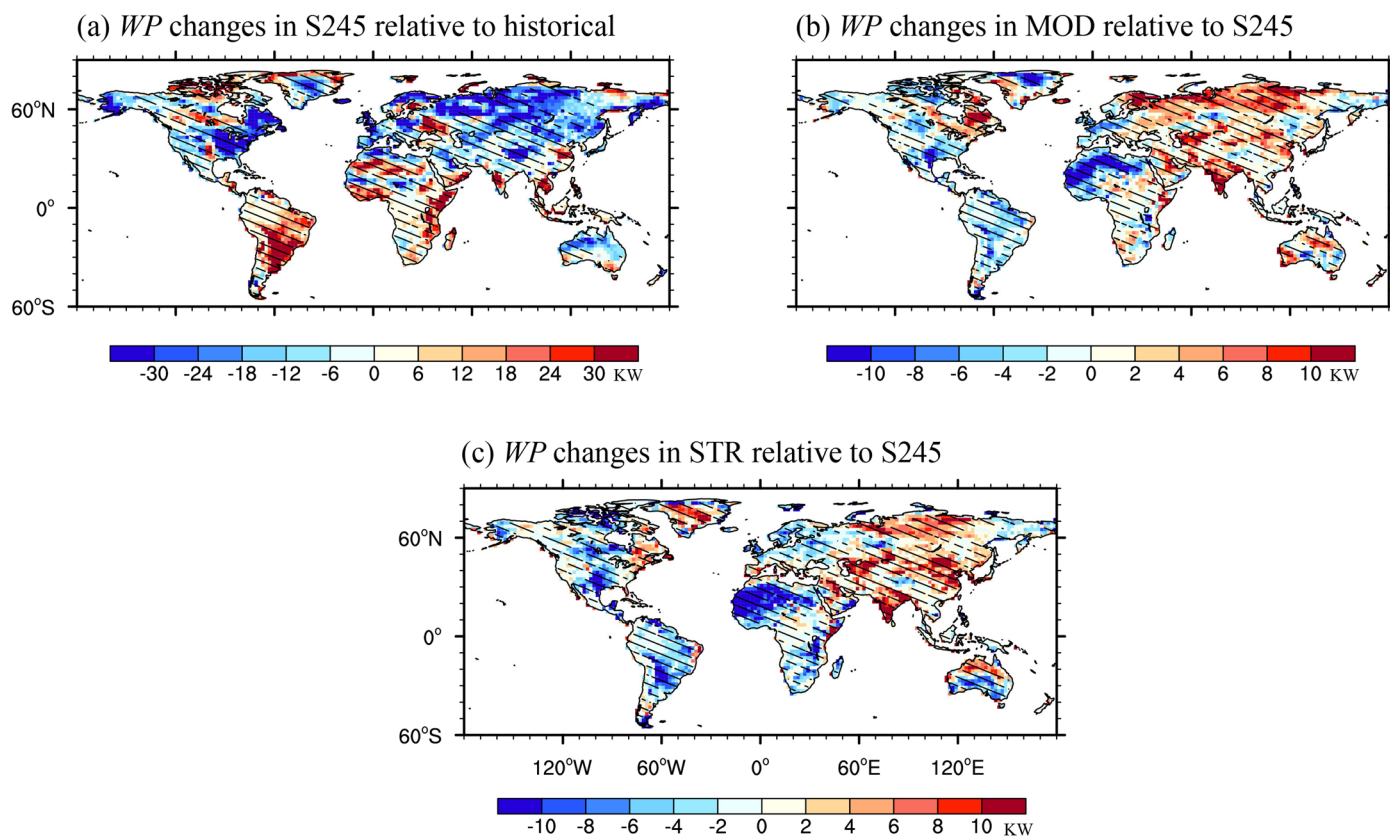 (a) WP changes in S245 relative to historical
(b) WP changes in MOD relative to S245
60°N
0°
60°S
60°N
0°
60°S
-30 -24 -18 -12 -6 0 6 12 18 24 30 KW
-10 -8 -6 -4 -2 0 2 4 6 8 10 KW
(c) WP changes in STR relative to S245
60°N
0°
60°S
120°W 60°W 0° 60°E 120°E
-10 -8 -6 -4 -2 0 2 4 6 8 10 KW